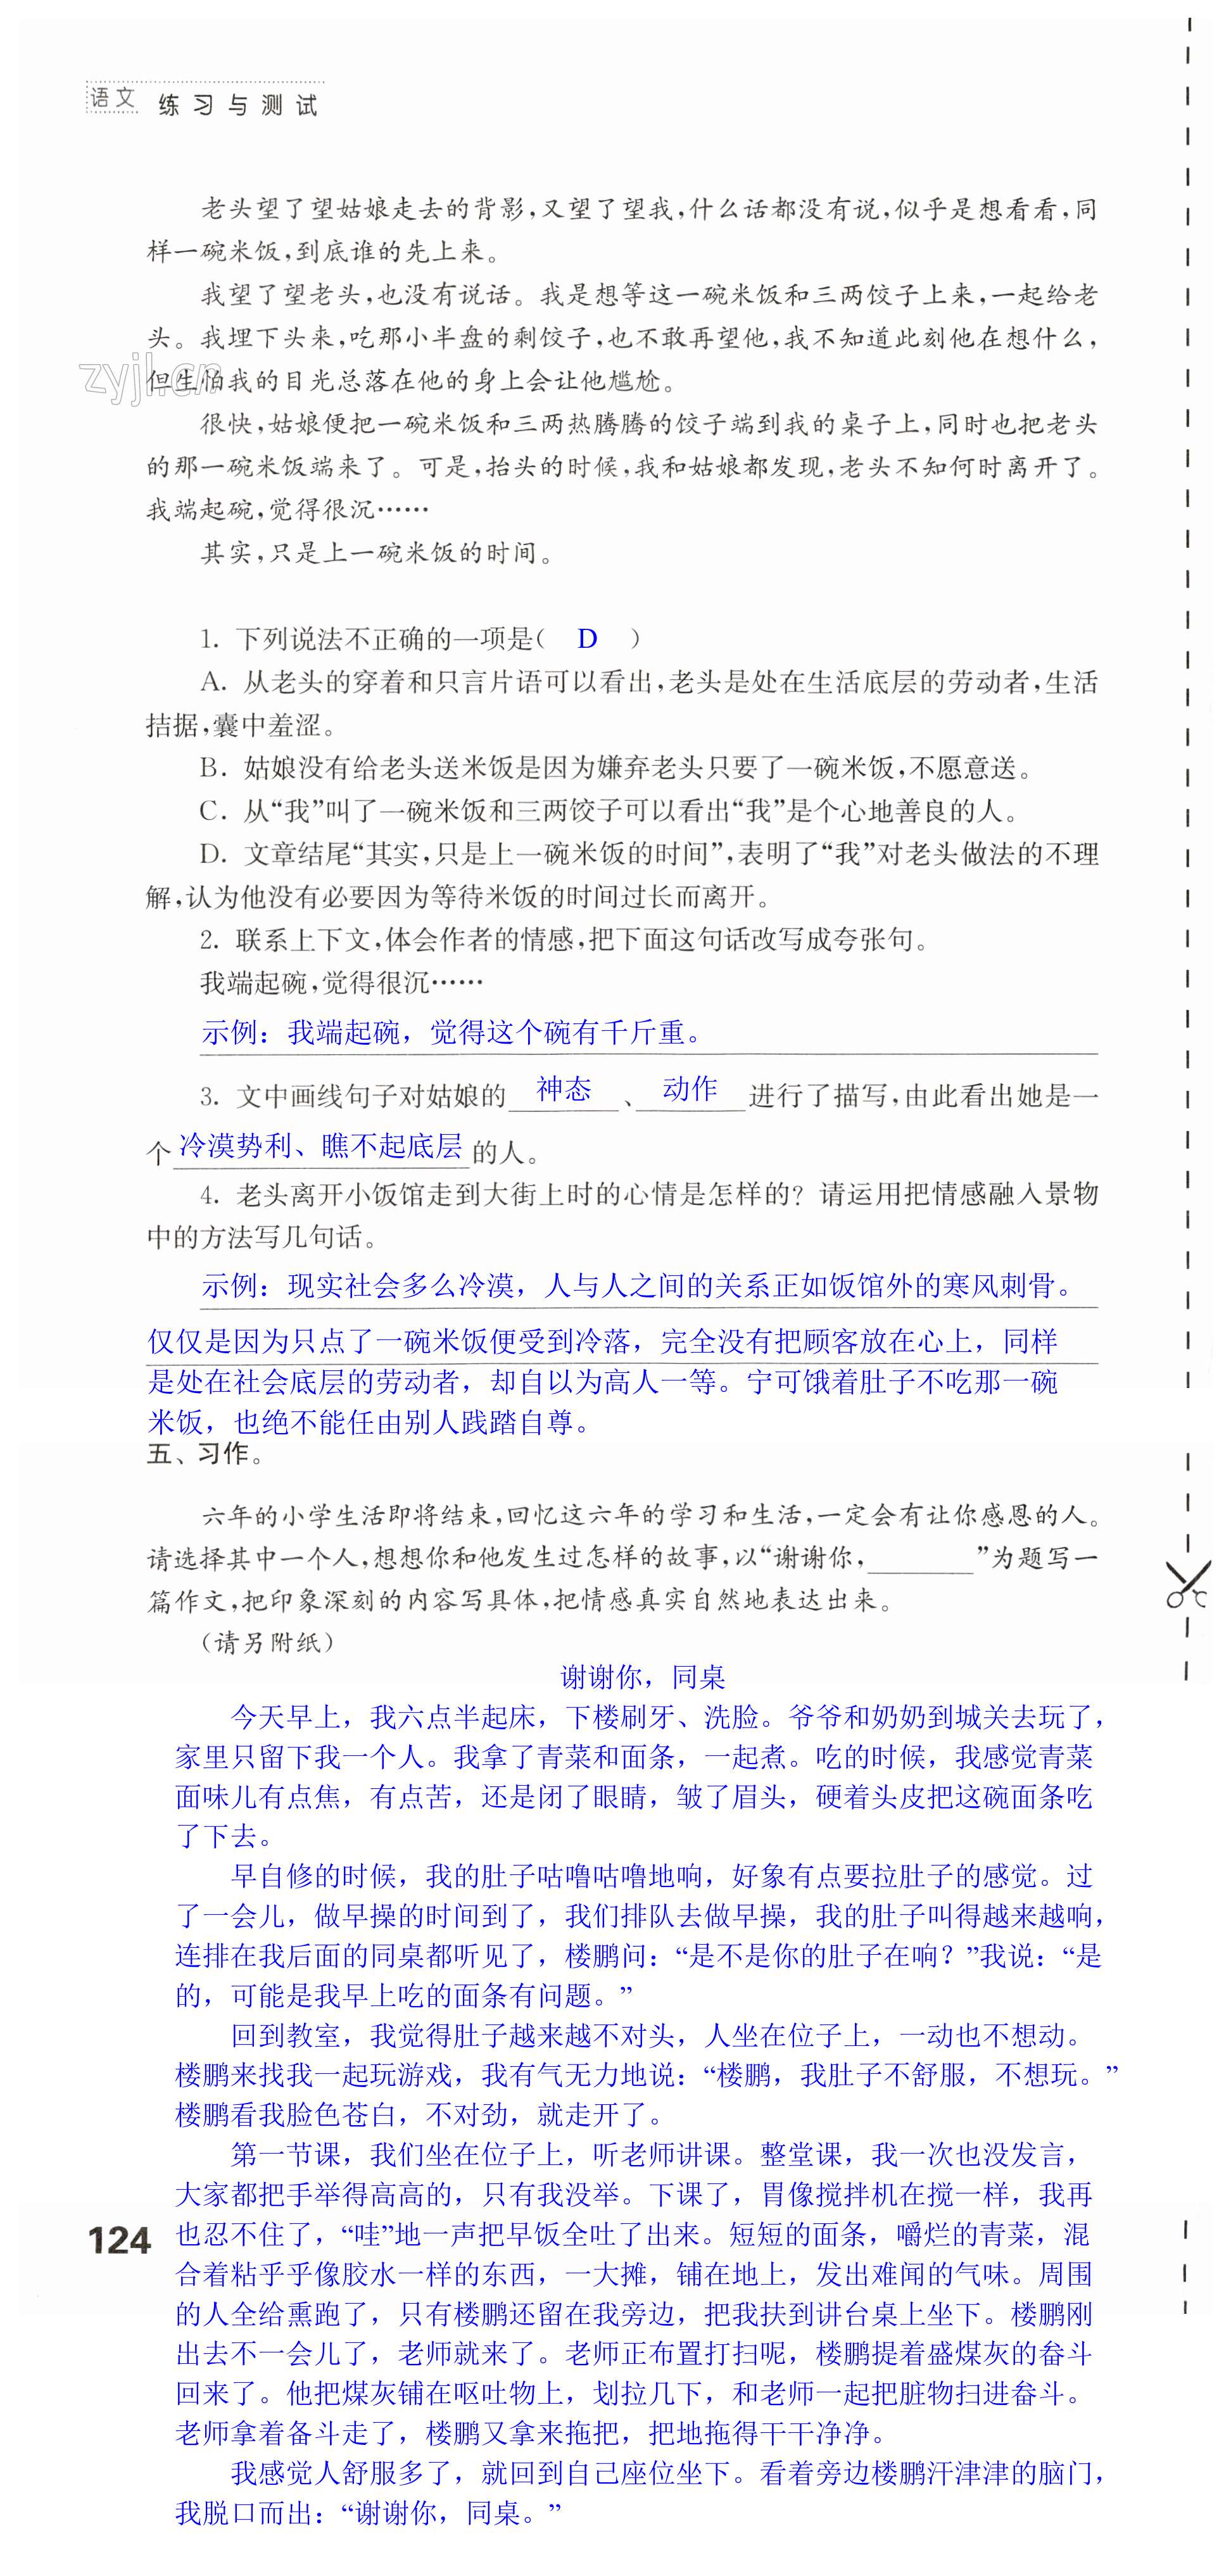 语文 练习与测试
老头望了望姑娘走去的背影,又望了望我,什么话都没有说,似乎是想看看,同
样一碗米饭,到底谁的先上来。
我望了望老头,也没有说话。我是想等这一碗米饭和三两饺子上来,一起给老
头。我埋下头来,吃那小半盘的剩饺子,也不敢再望他,我不知道此刻他在想什么,
但生怕我的目光总落在他的身上会让他尴尬。
zyjl.cn
很快,姑娘便把一碗米饭和三两热腾腾的饺子端到我的桌子上,同时也把老头
的那一碗米饭端来了。可是,抬头的时候,我和姑娘都发现,老头不知何时离开了。
我端起碗,觉得很沉……
其实,只是上一碗米饭的时间。
1. 下列说法不正确的一项是( D )
A. 从老头的穿着和只言片语可以看出,老头是处在生活底层的劳动者,生活
拮据,囊中羞涩。
B. 姑娘没有给老头送米饭是因为嫌弃老头只要了一碗米饭,不愿意送。
C. 从“我”叫了一碗米饭和三两饺子可以看出“我”是个心地善良的人。
D. 文章结尾“其实,只是上一碗米饭的时间”,表明了“我”对老头做法的不理
解,认为他没有必要因为等待米饭的时间过长而离开。
2. 联系上下文,体会作者的情感,把下面这句话改写成夸张句。
我端起碗,觉得很沉……
示例：我端起碗，觉得这个碗有千斤重。
3. 文中画线句子对姑娘的 神态 、 动作 进行了描写,由此看出她是一
个 冷漠势利、瞧不起底层 的人。
4. 老头离开小饭馆走到大街上时的心情是怎样的? 请运用把情感融入景物
中的方法写几句话。
示例：现实社会多么冷漠，人与人之间的关系正如饭馆外的寒风刺骨。
仅仅是因为只点了一碗米饭便受到冷落，完全没有把顾客放在心上，同样
是处在社会底层的劳动者，却自以为高人一等。宁可饿着肚子不吃那一碗
米饭，也绝不能任由别人践踏自尊。
五、习作。
六年的小学生活即将结束,回忆这六年的学习和生活,一定会有让你感恩的人。
请选择其中一个人,想想你和他发生过怎样的故事,以“谢谢你,________”为题写一
篇作文,把印象深刻的内容写具体,把情感真实自然地表达出来。
(请另附纸)
谢谢你，同桌
今天早上，我六点半起床，下楼刷牙、洗脸。爷爷和奶奶到城关去玩了，
家里只留下我一个人。我拿了青菜和面条，一起煮。吃的时候，我感觉青菜
面味儿有点焦，有点苦，还是闭了眼睛，皱了眉头，硬着头皮把这碗面条吃
了下去。
早自修的时候，我的肚子咕噜咕噜地响，好象有点要拉肚子的感觉。过
了一会儿，做早操的时间到了，我们排队去做早操，我的肚子叫得越来越响，
连排在我后面的同桌都听见了，楼鹏问：“是不是你的肚子在响？”我说：“是
的，可能是我早上吃的面条有问题。”
回到教室，我觉得肚子越来越不对头，人坐在位子上，一动也不想动。
楼鹏来找我一起玩游戏，我有气无力地说：“楼鹏，我肚子不舒服，不想玩。”
楼鹏看我脸色苍白，不对劲，就走开了。
第一节课，我们坐在位子上，听老师讲课。整堂课，我一次也没发言，
大家都把手举得高高的，只有我没举。下课了，胃像搅拌机在搅一样，我再
也忍不住了，“哇”地一声把早饭全吐了出来。短短的面条，嚼烂的青菜，混
合着粘乎乎像胶水一样的东西，一大摊，铺在地上，发出难闻的气味。周围
的人全给熏跑了，只有楼鹏还留在我旁边，把我扶到讲台桌上坐下。楼鹏刚
出去不一会儿了，老师就来了。老师正布置打扫呢，楼鹏提着盛煤灰的畚斗
回来了。他把煤灰铺在呕吐物上，划拉几下，和老师一起把脏物扫进畚斗。
老师拿着备斗走了，楼鹏又拿来拖把，把地拖得干干净净。
我感觉人舒服多了，就回到自己座位坐下。看着旁边楼鹏汗津津的脑门，
我脱口而出：“谢谢你，同桌。”
124